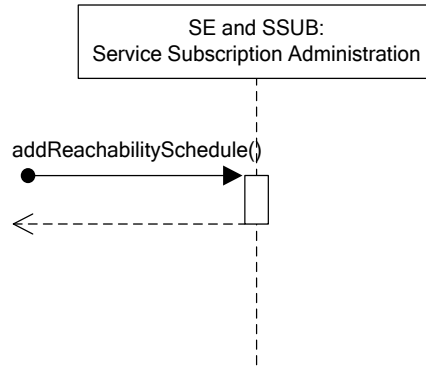 SE and SSUB:
Service Subscription Administration
addReachabilitySchedule()